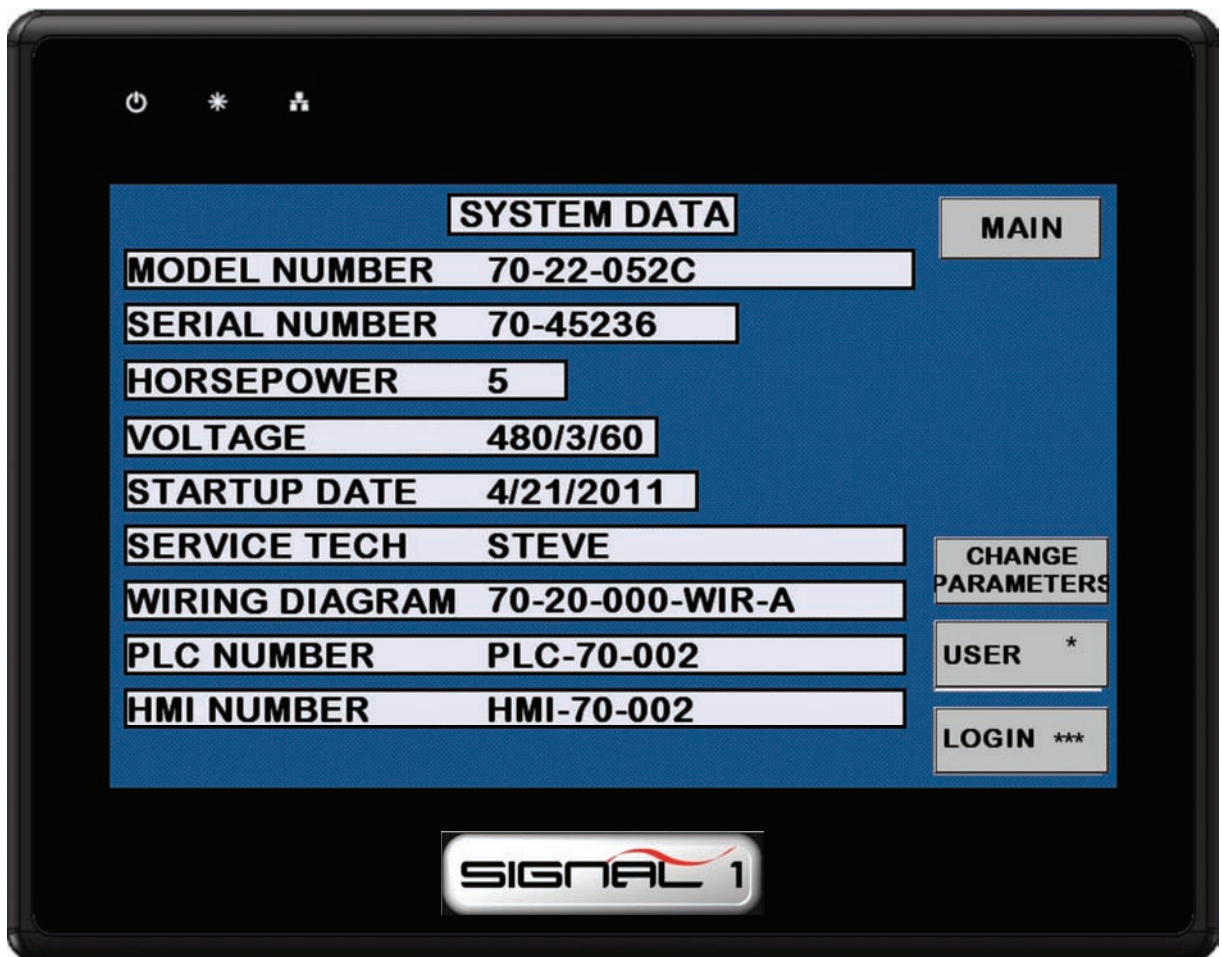 SYSTEM DATA
MAIN
MODEL NUMBER 70-22-052C
SERIAL NUMBER 70-45236
HORSEPOWER 5
VOLTAGE 480/3/60
STARTUP DATE 4/21/2011
SERVICE TECH STEVE
WIRING DIAGRAM 70-20-000-WIR-A
PLC NUMBER PLC-70-002
HMI NUMBER HMI-70-002
CHANGE
PARAMETERS
USER *
LOGIN ***
SIGNAL 1